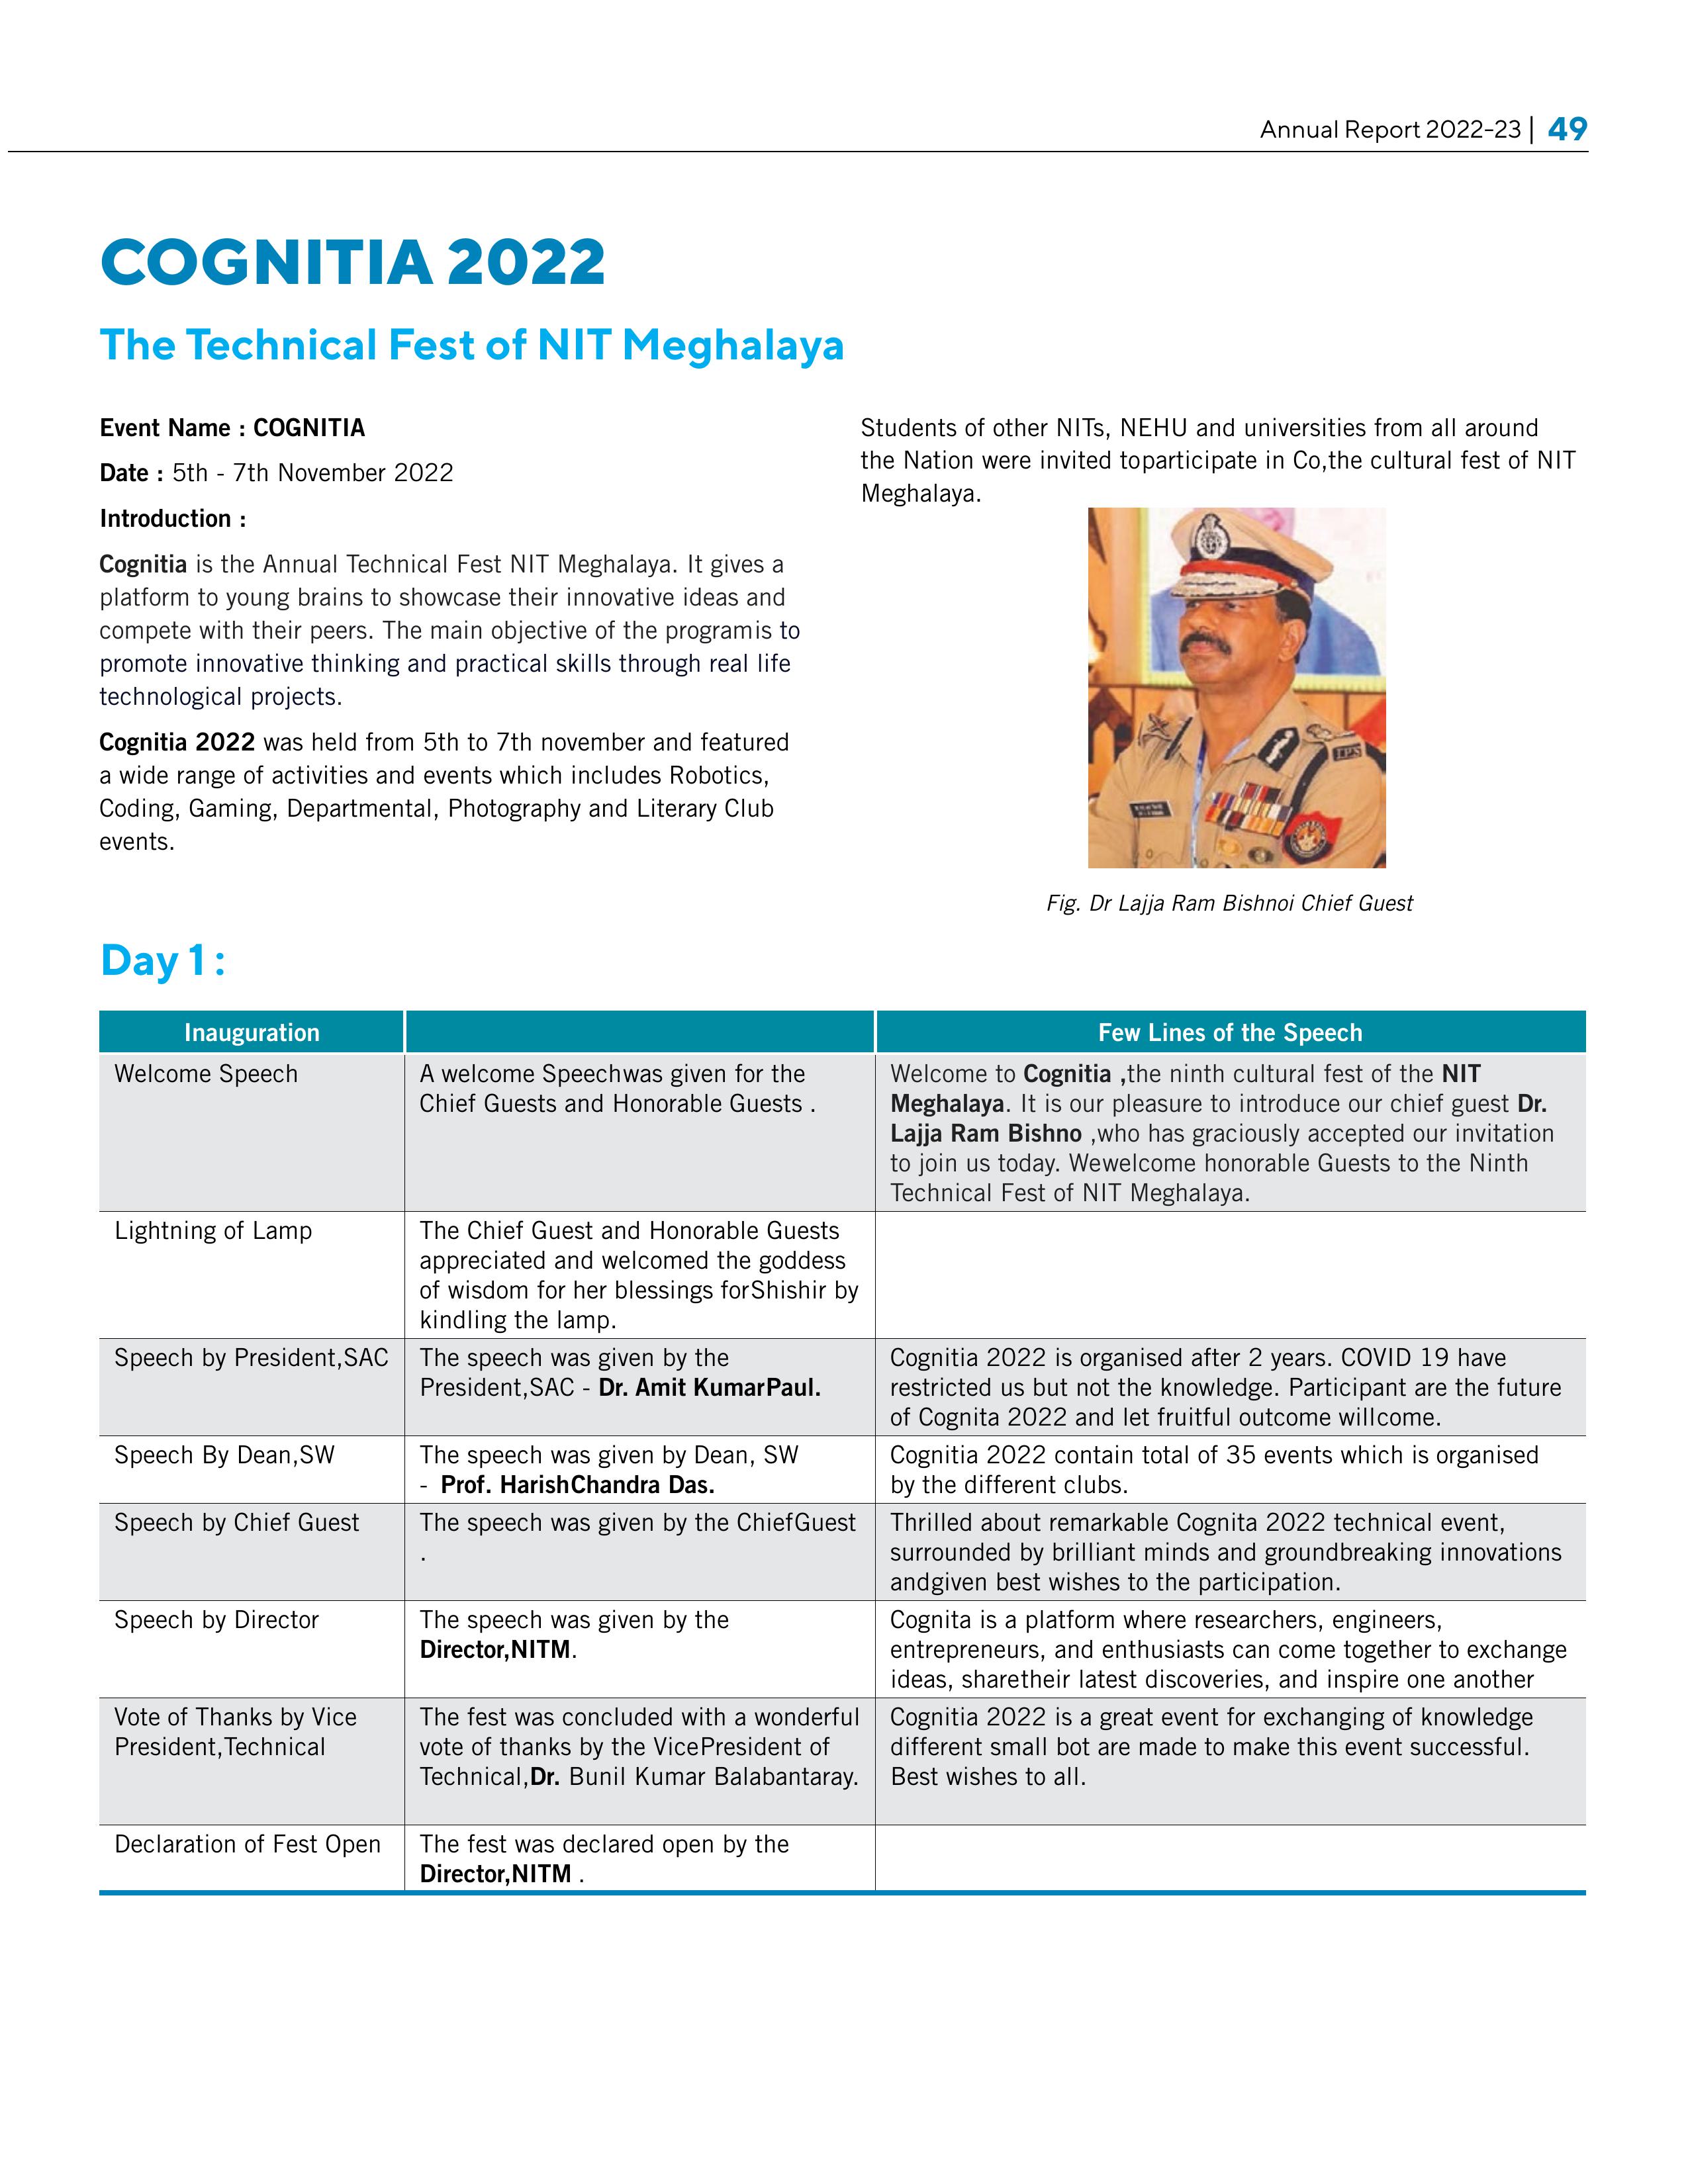 Annual Report 2022-23 | 49
COGNITIA 2022
The Technical Fest of NIT Meghalaya
Event Name : COGNITIA
Date : 5th - 7th November 2022
Introduction :
Cognitia is the Annual Technical Fest NIT Meghalaya. It gives a
platform to young brains to showcase their innovative ideas and
compete with their peers. The main objective of the programis to
promote innovative thinking and practical skills through real life
technological projects.
Cognitia 2022 was held from 5th to 7th november and featured
a wide range of activities and events which includes Robotics,
Coding, Gaming, Departmental, Photography and Literary Club
events.
Students of other NITs, NEHU and universities from all around
the Nation were invited toparticipate in Co,the cultural fest of NIT
Meghalaya.
IPS
Fig. Dr Lajja Ram Bishnoi Chief Guest
Day 1 :
Inauguration
Few Lines of the Speech
Welcome Speech
A welcome Speechwas given for the
Chief Guests and Honorable Guests .
Welcome to Cognitia ,the ninth cultural fest of the NIT
Meghalaya. It is our pleasure to introduce our chief guest Dr.
Lajja Ram Bishno ,who has graciously accepted our invitation
to join us today. Wewelcome honorable Guests to the Ninth
Technical Fest of NIT Meghalaya.
Lightning of Lamp
The Chief Guest and Honorable Guests
appreciated and welcomed the goddess
of wisdom for her blessings forShishir by
kindling the lamp.
Speech by President,SAC
The speech was given by the
President,SAC - Dr. Amit KumarPaul.
Cognitia 2022 is organised after 2 years. COVID 19 have
restricted us but not the knowledge. Participant are the future
of Cognita 2022 and let fruitful outcome willcome.
Speech By Dean,SW
The speech was given by Dean, SW
- Prof. HarishChandra Das.
Cognitia 2022 contain total of 35 events which is organised
by the different clubs.
Speech by Chief Guest
The speech was given by the ChiefGuest
.
Thrilled about remarkable Cognita 2022 technical event,
surrounded by brilliant minds and groundbreaking innovations
andgiven best wishes to the participation.
Speech by Director
The speech was given by the
Director,NITM.
Cognita is a platform where researchers, engineers,
entrepreneurs, and enthusiasts can come together to exchange
ideas, sharetheir latest discoveries, and inspire one another
Vote of Thanks by Vice
President,Technical
The fest was concluded with a wonderful
vote of thanks by the VicePresident of
Technical,Dr. Bunil Kumar Balabantaray.
Cognitia 2022 is a great event for exchanging of knowledge
different small bot are made to make this event successful.
Best wishes to all.
Declaration of Fest Open
The fest was declared open by the
Director,NITM .